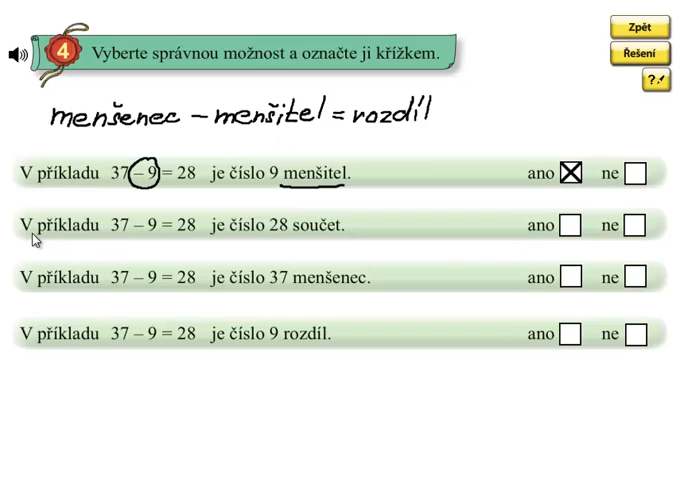 Zpět
4 Vyberte správnou možnost a označte ji křížkem.
Řešení
?
menšenec – menšitel = rozdíl
V příkladu 37 – 9 = 28 je číslo 9 menšitel. ano ne
V příkladu 37 – 9 = 28 je číslo 28 součet. ano ne
V příkladu 37 – 9 = 28 je číslo 37 menšenec. ano ne
V příkladu 37 – 9 = 28 je číslo 9 rozdíl. ano ne